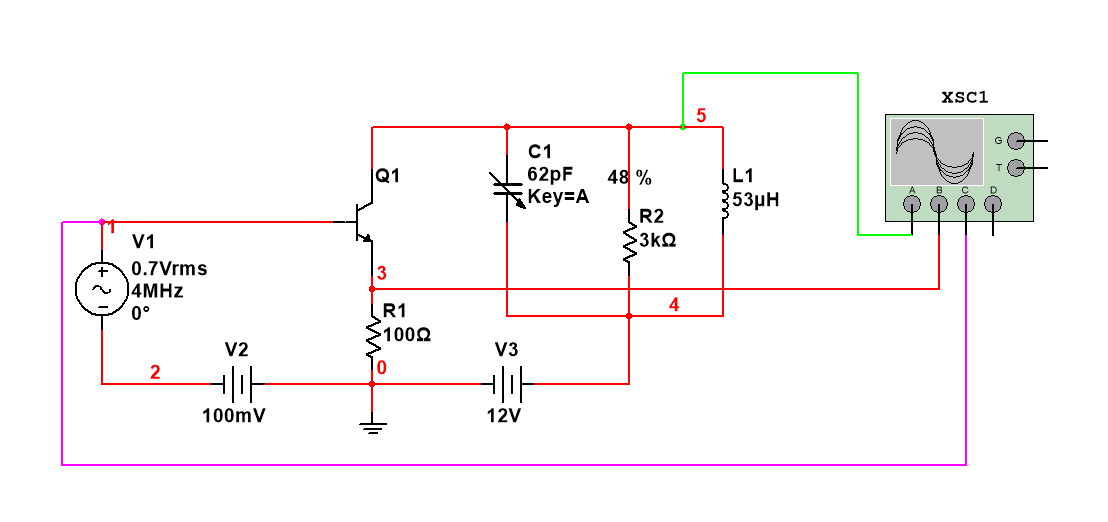 XSC1
G
T
A B C D
5
C1
62pF
Key=A
48 %
L1
53µH
R2
3kΩ
Q1
1
V1
0.7Vrms
4MHz
0°
3
4
R1
100Ω
0
2
V2
100mV
V3
12V